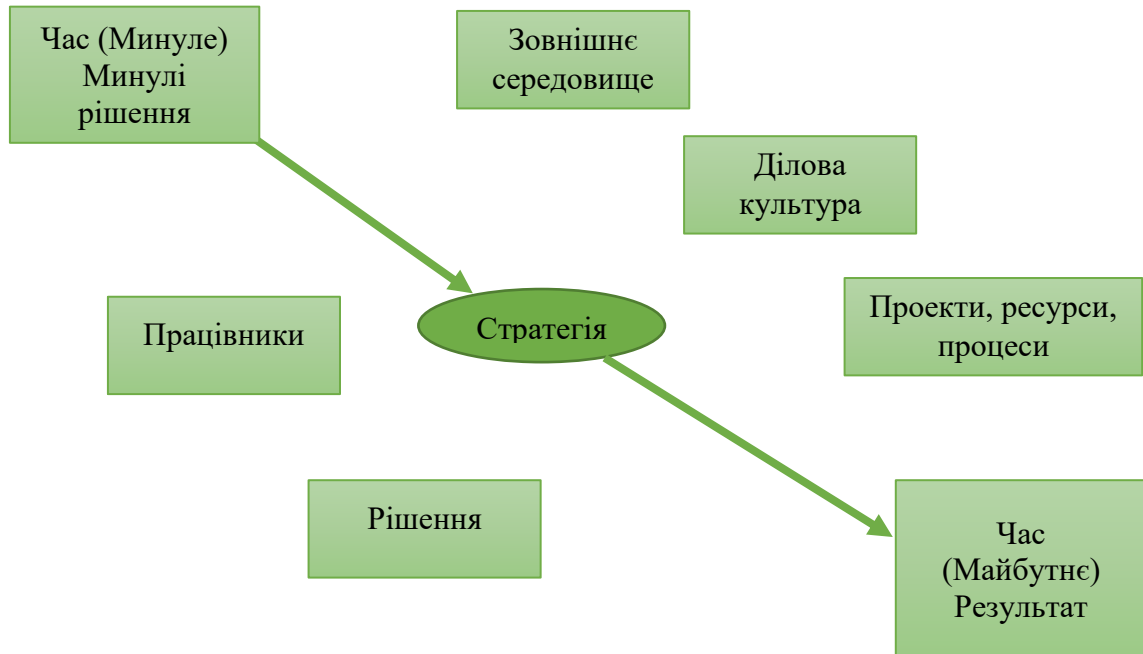 Час (Минуле)
Минулі
рішення
Зовнішнє
середовище
Ділова
культура
Проекти, ресурси,
процеси
Працівники
Стратегія
Рішення
Час
(Майбутнє)
Результат